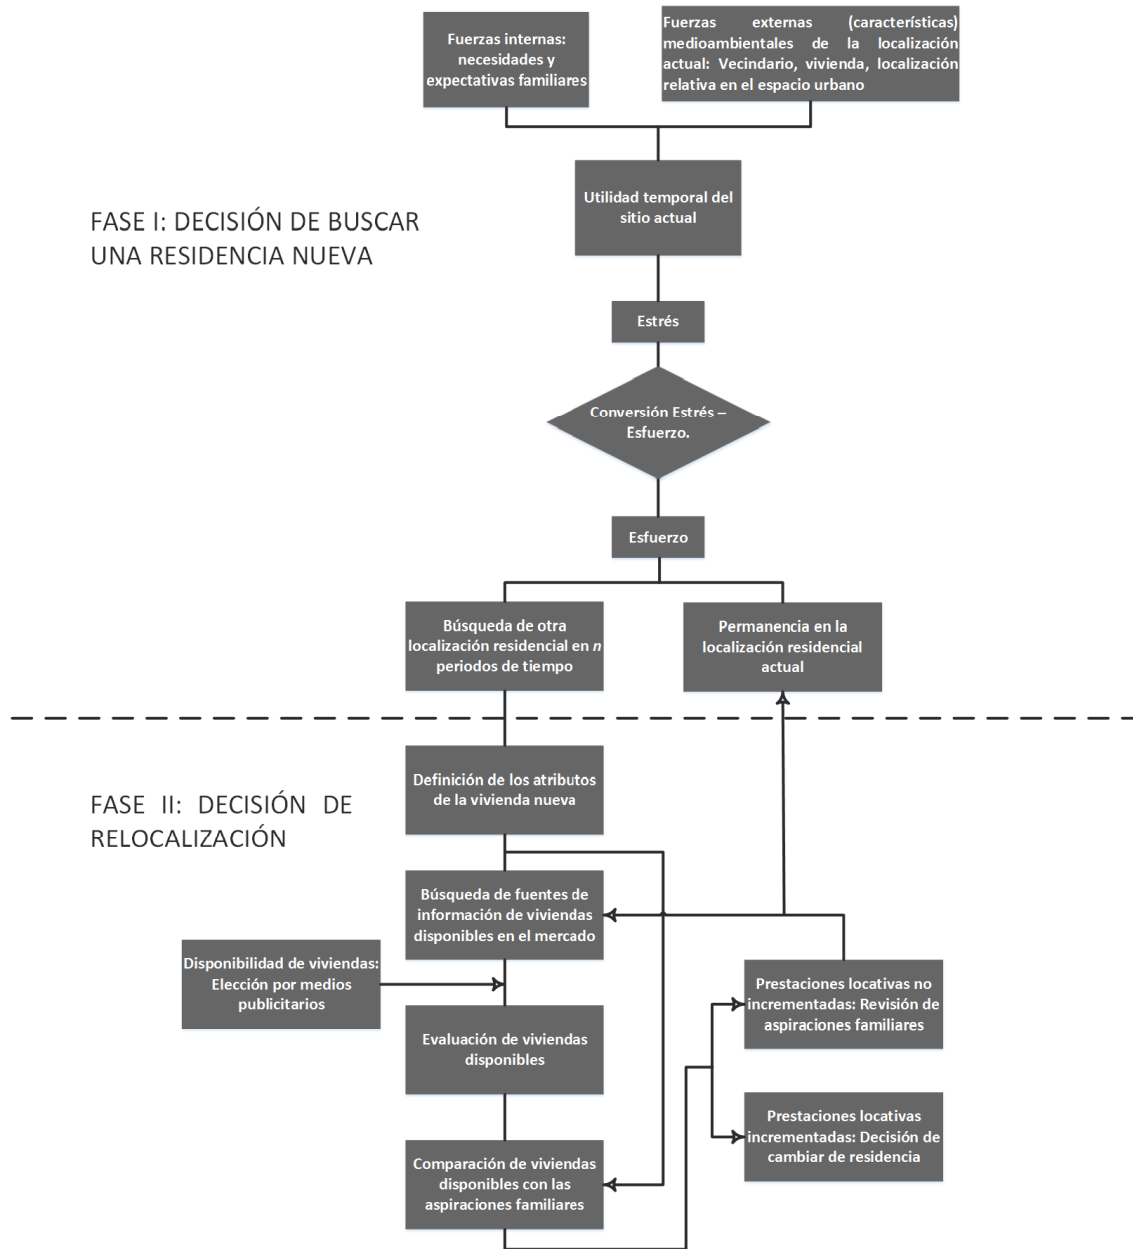 Fuerzas internas:
necesidades y
expectativas familiares
Fuerzas externas (características)
medioambientales de la localización
actual: Vecindario, vivienda, localización
relativa en el espacio urbano
Utilidad temporal del
sitio actual
FASE I: DECISIÓN DE BUSCAR
UNA RESIDENCIA NUEVA
Estrés
Conversión Estrés –
Esfuerzo.
Esfuerzo
Búsqueda de otra
localización residencial en n
periodos de tiempo
Permanencia en la
localización residencial
actual
Definición de los atributos
de la vivienda nueva
FASE II: DECISIÓN DE
RELOCALIZACIÓN
Búsqueda de fuentes de
información de viviendas
disponibles en el mercado
Disponibilidad de viviendas:
Elección por medios
publicitarios
Prestaciones locativas no
incrementadas: Revisión de
aspiraciones familiares
Evaluación de viviendas
disponibles
Prestaciones locativas
incrementadas: Decisión de
cambiar de residencia
Comparación de viviendas
disponibles con las
aspiraciones familiares